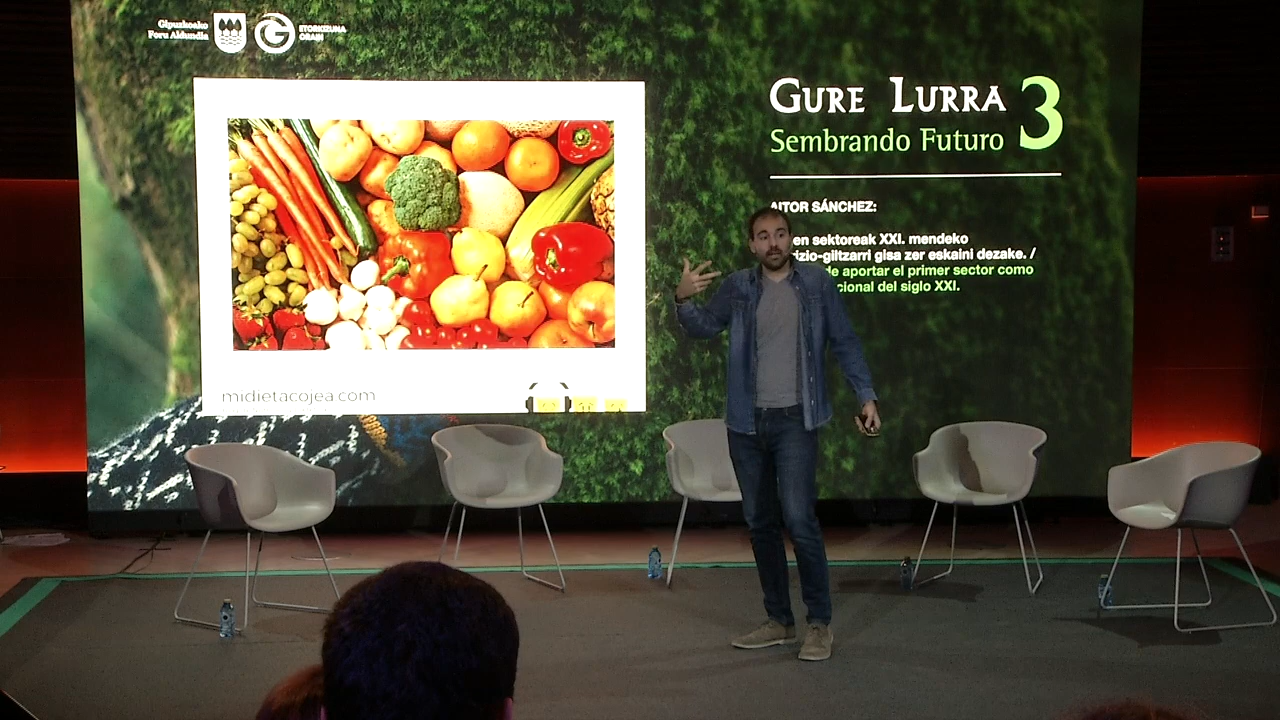 Gipuzkoako
Foru Aldundia
ETORKIZUNA
ORAIN
GURE LURRA 3
Sembrando Futuro
AITOR SÁNCHEZ:
en sektoreak XXI. mendeko
izio-giltzarri gisa zer eskaini dezake. /
de aportar el primer sector como
cional del siglo XXI.
midietacojea.com